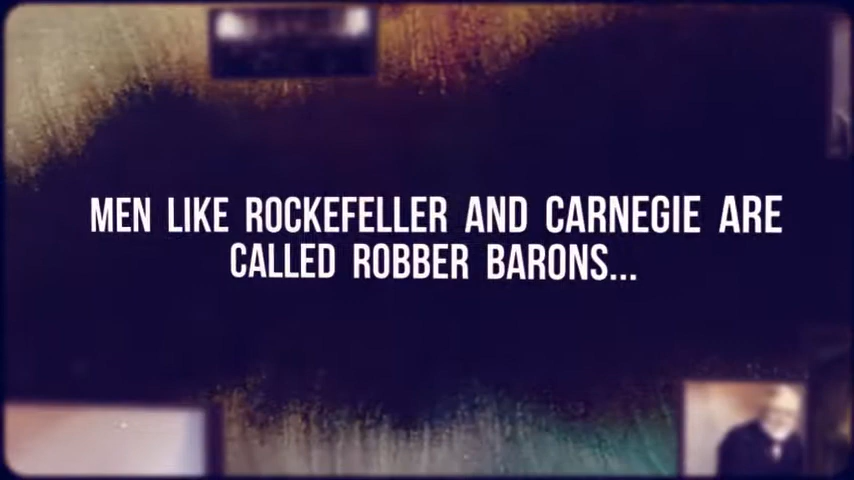 MEN LIKE ROCKEFELLER AND CARNEGIE ARE
CALLED ROBBER BARONS...